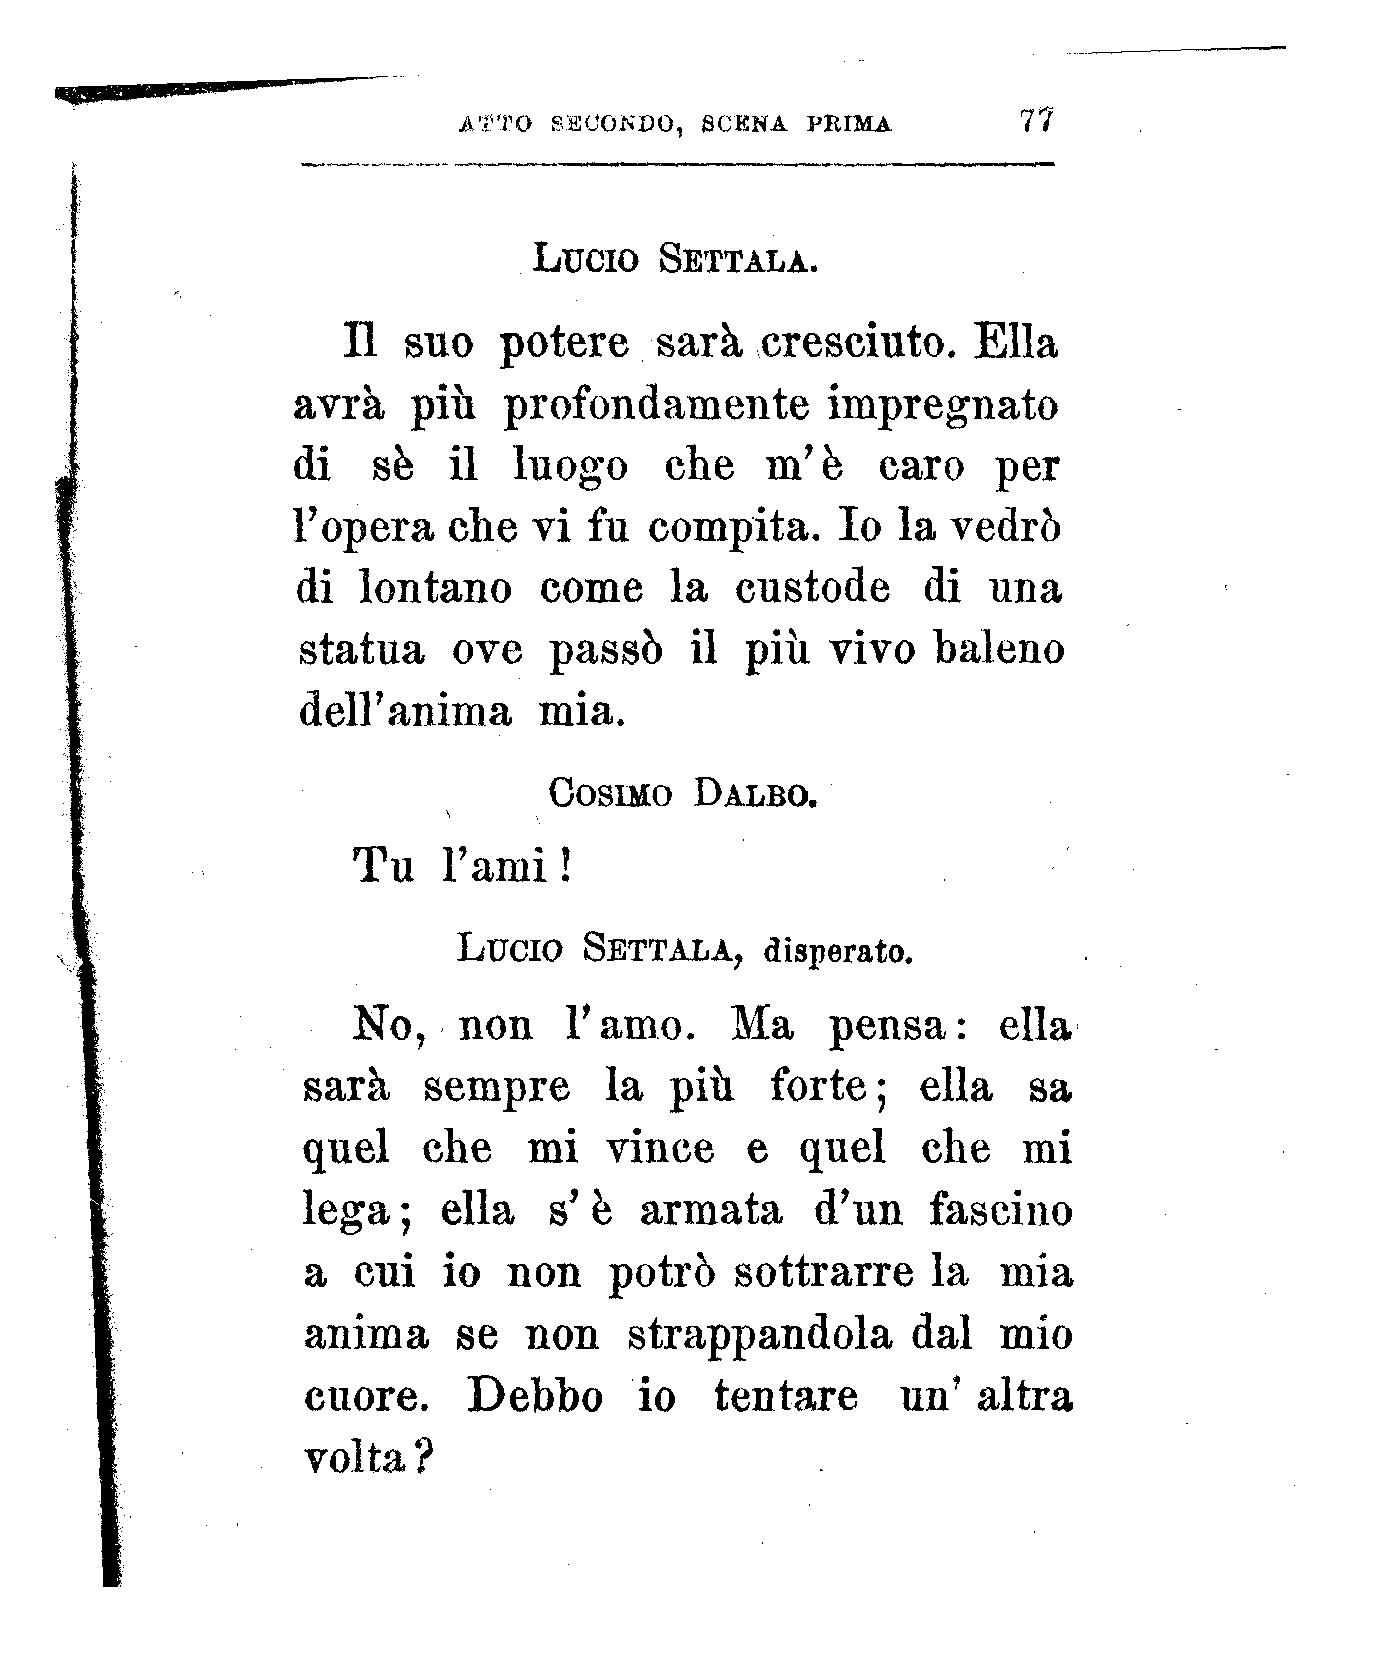 ATTO SECONDO, SCENA PRIMA 77
LUCIO SETTALA.
Il suo potere sarà cresciuto. Ella
avrà più profondamente impregnato
di sè il luogo che m'è caro per
l'opera che vi fu compita. Io la vedrò
di lontano come la custode di una
statua ove passò il più vivo baleno
dell'anima mia.
COSIMO DALBO.
Tu l'ami!
LUCIO SETTALA, disperato.
No, non l'amo. Ma pensa: ella
sarà sempre la più forte; ella sa
quel che mi vince e quel che mi
lega; ella s'è armata d'un fascino
a cui io non potrò sottrarre la mia
anima se non strappandola dal mio
cuore. Debbo io tentare un' altra
volta?